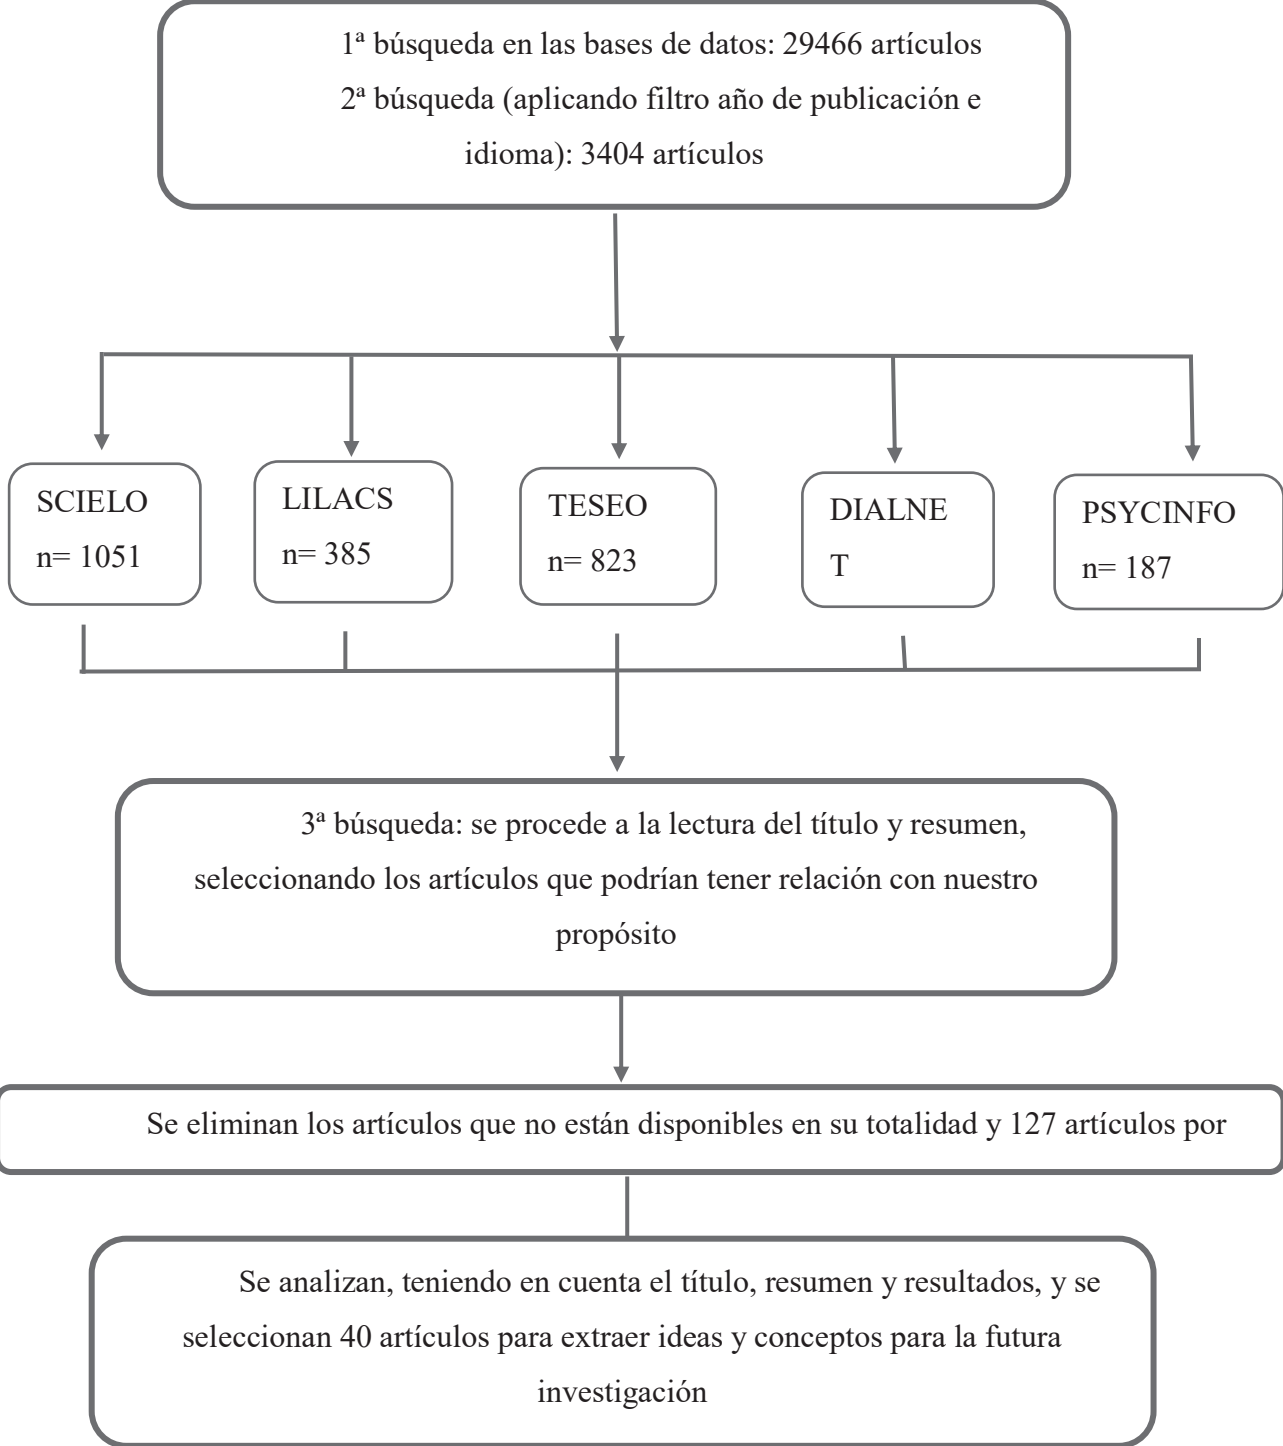 1ª búsqueda en las bases de datos: 29466 artículos
2ª búsqueda (aplicando filtro año de publicación e
idioma): 3404 artículos
SCIELO
n= 1051
LILACS
n= 385
TESEO
n= 823
DIALNE
T
PSYCINFO
n= 187
3ª búsqueda: se procede a la lectura del título y resumen,
seleccionando los artículos que podrían tener relación con nuestro
propósito
Se eliminan los artículos que no están disponibles en su totalidad y 127 artículos por
Se analizan, teniendo en cuenta el título, resumen y resultados, y se
seleccionan 40 artículos para extraer ideas y conceptos para la futura
investigación